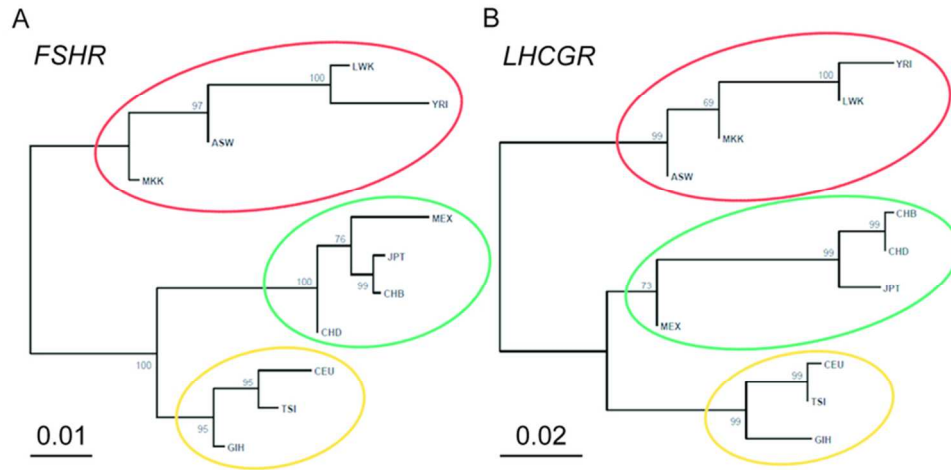 A
FSHR
LWK
100
97
YRI
ASW
MKK
MEX
76
JPT
100
99
CHB
CHD
100
CEU
95
TSI
95
GIH
0.01
B
LHCGR
YRI
100
LWK
69
99
MKK
ASW
CHB
99
99
CHD
73
JPT
MEX
CEU
99
TSI
99
GIH
0.02